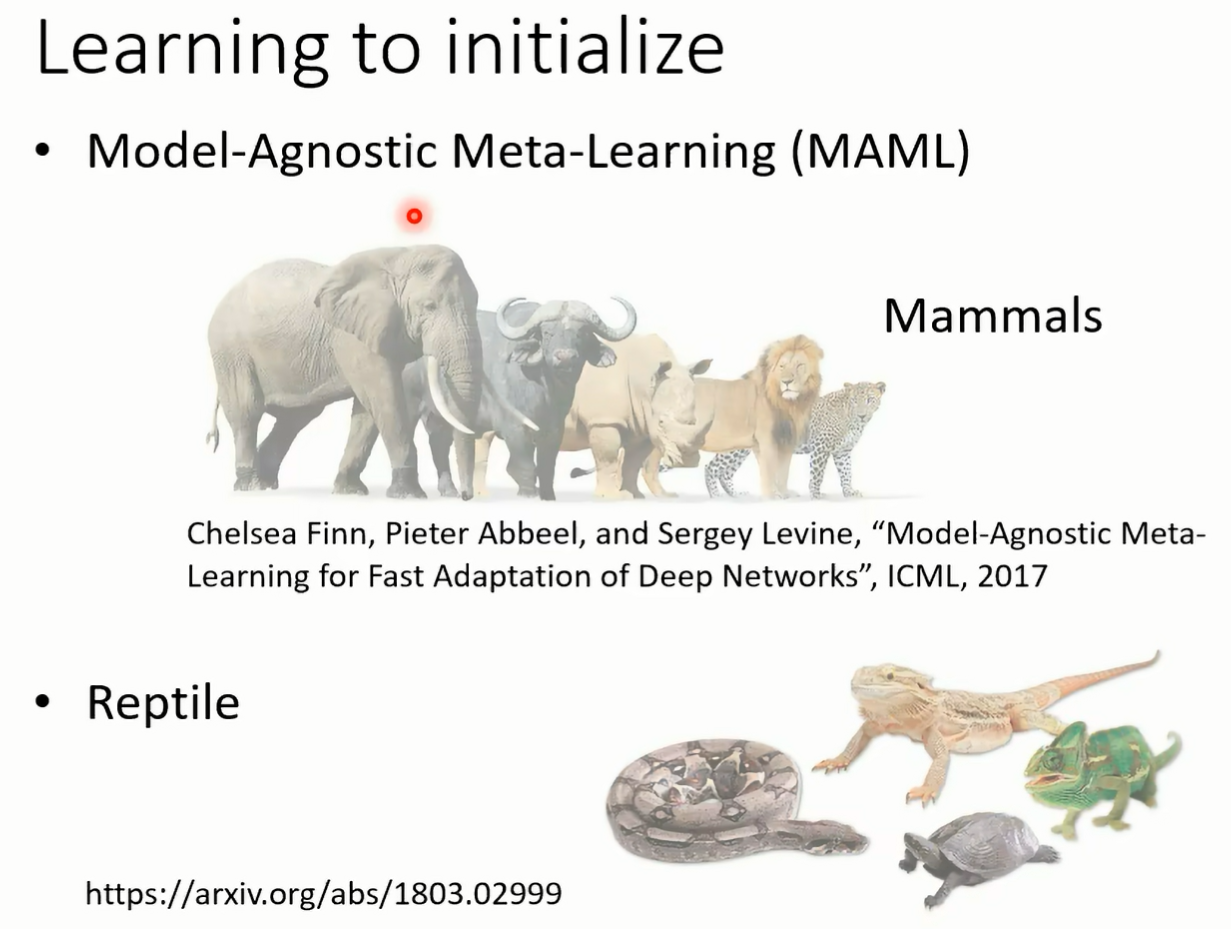 Learning to initialize
• Model-Agnostic Meta-Learning (MAML)
Mammals
Chelsea Finn, Pieter Abbeel, and Sergey Levine, “Model-Agnostic Meta-
Learning for Fast Adaptation of Deep Networks”, ICML, 2017
• Reptile
https://arxiv.org/abs/1803.02999